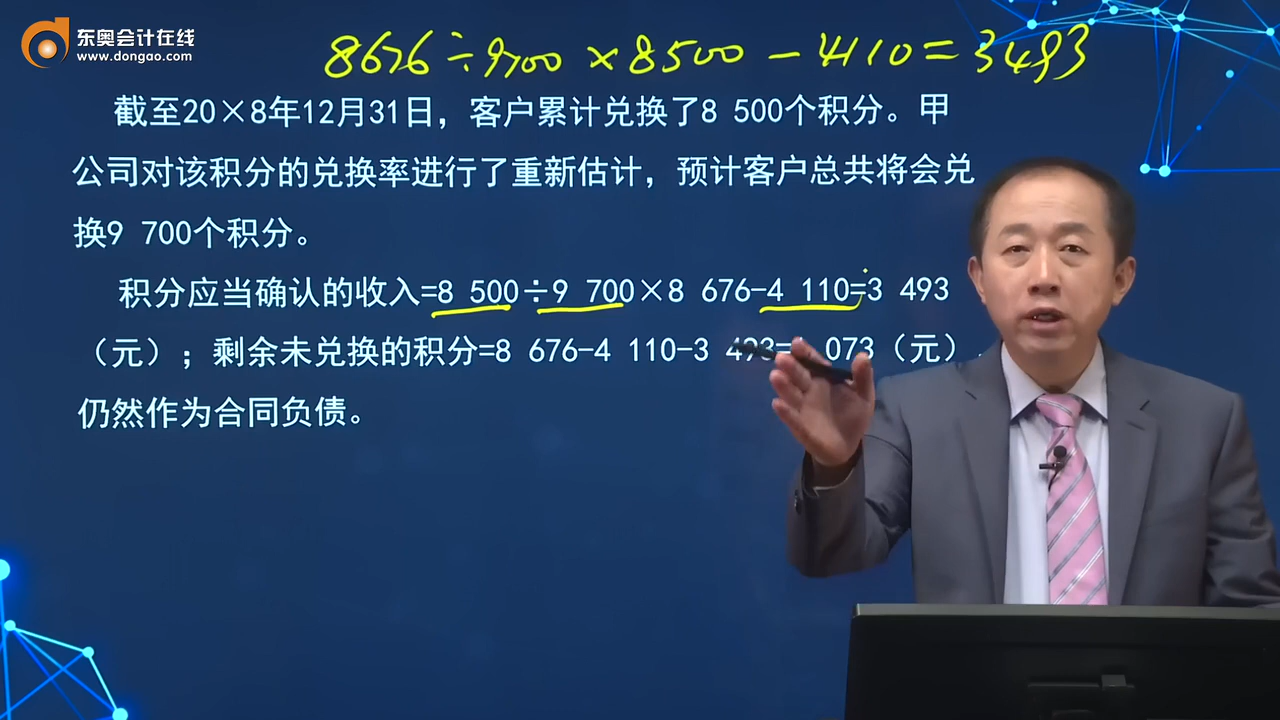 东奥会计在线
www.dongao.com
8676÷9700×8500-4110=3493
截至20×8年12月31日，客户累计兑换了8 500个积分。甲
公司对该积分的兑换率进行了重新估计，预计客户总共将会兑
换9 700个积分。
积分应当确认的收入=8 500÷9 700×8 676-4 110=3 493
（元）；剩余未兑换的积分=8 676-4 110-3 493=1 073（元），
仍然作为合同负债。